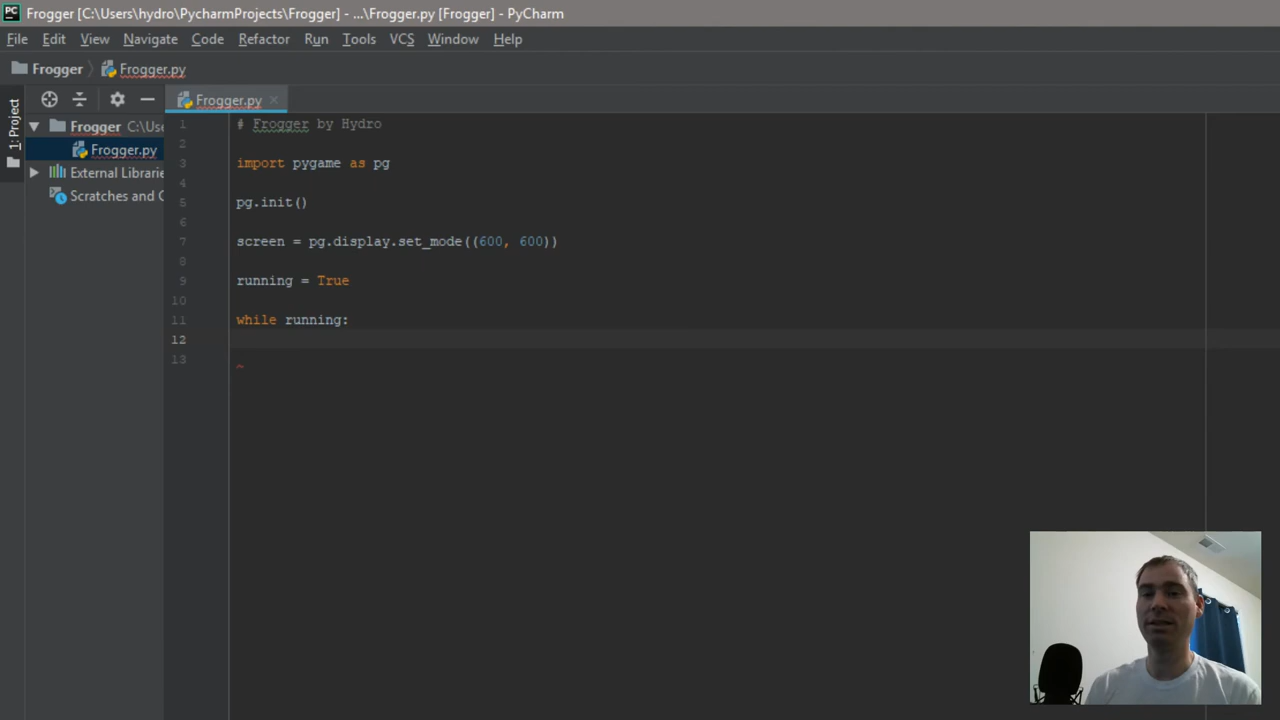 PC Frogger [C:\Users\hydro\PycharmProjects\Frogger] - ...\Frogger.py [Frogger] - PyCharm
File Edit View Navigate Code Refactor Run Tools VCS Window Help
Frogger Frogger.py
1: Project
Frogger C:\Use
Frogger.py
External Librarie
Scratches and C
Frogger.py
1 # Frogger by Hydro
2
3 import pygame as pg
4
5 pg.init()
6
7 screen = pg.display.set_mode((600, 600))
8
9 running = True
10
11 while running:
12
13